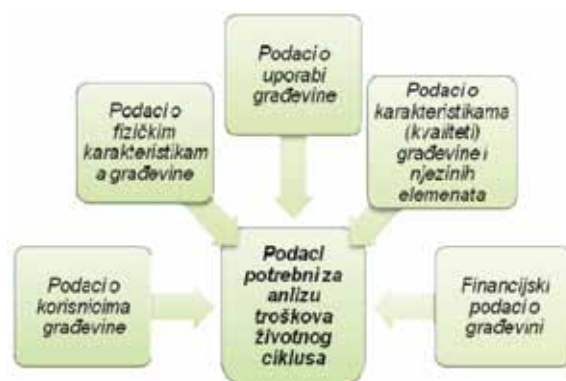 Podaci o
uporabi
građevine
Podaci o
fizičkim
karakteristikam
a građevine
Podaci o
karakteristikama
(kvaliteti)
građevine i
njezinih
elemenata
Podaci o
korisnicima
građevine
Podaci
potrebni za
anlizu
troškova
životnog
ciklusa
Financijski
podaci o
građevini